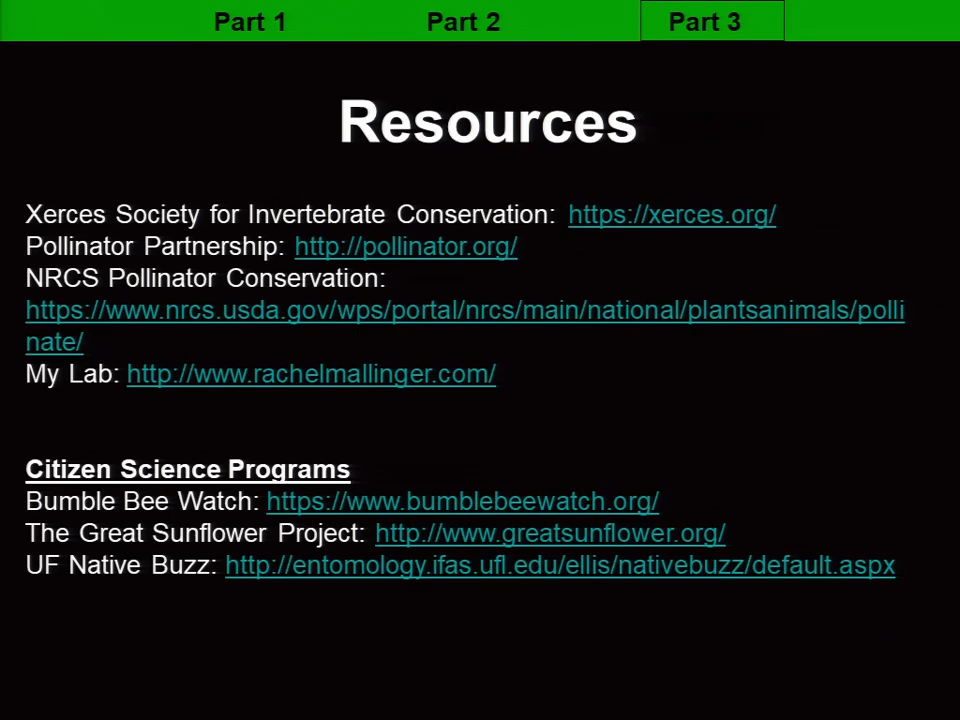 Part 1 Part 2 Part 3
Resources
Xerces Society for Invertebrate Conservation: https://xerces.org/
Pollinator Partnership: http://pollinator.org/
NRCS Pollinator Conservation:
https://www.nrcs.usda.gov/wps/portal/nrcs/main/national/plantsanimals/polli
nate/
My Lab: http://www.rachelmallinger.com/
Citizen Science Programs
Bumble Bee Watch: https://www.bumblebeewatch.org/
The Great Sunflower Project: http://www.greatsunflower.org/
UF Native Buzz: http://entomology.ifas.ufl.edu/ellis/nativebuzz/default.aspx